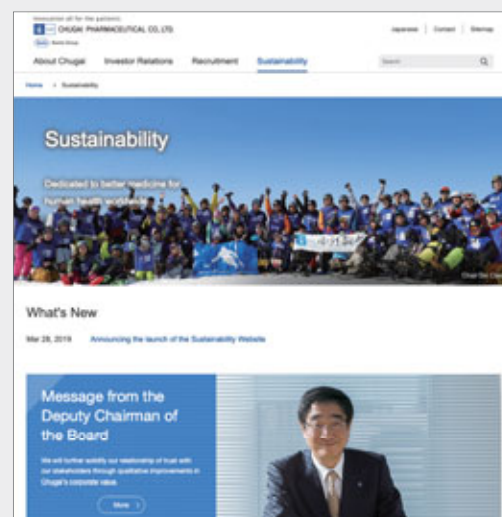 Innovation all for the patients
CHUGAI PHARMACEUTICAL CO., LTD.
Roche Roche Group
Japanese Contact Sitemap
About Chugai Investor Relations Recruitment Sustainability
Search
Home > Sustainability
Sustainability
Dedicated to better medicine for
human health worldwide
What's New
Mar 28, 2019 Announcing the launch of the Sustainability Website
Message from the
Deputy Chairman of
the Board
We will further solidify our relationship of trust with
our stakeholders through qualitative improvements in
Chugai's corporate value.
More